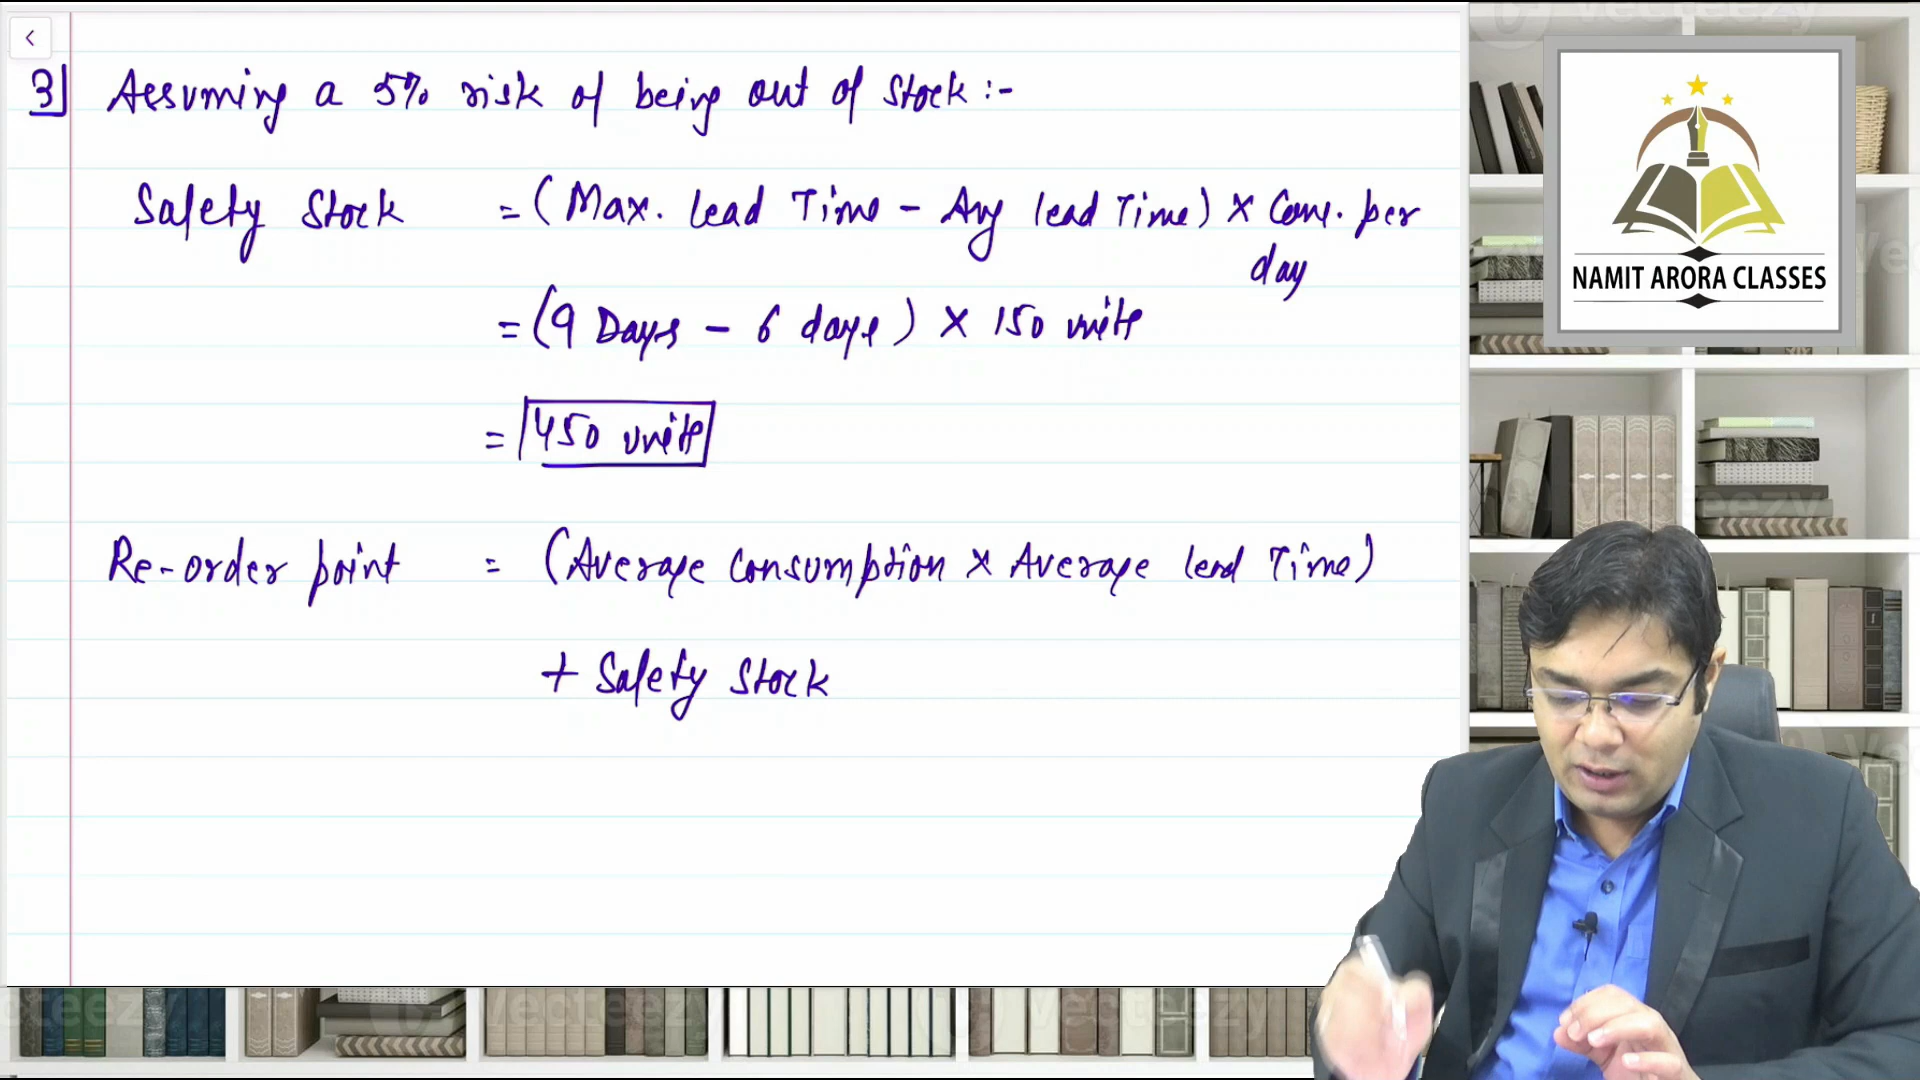 3] Assuming a 5% risk of being out of stock :-
Safety Stock = (Max. lead Time - Avg lead Time) × Con. per
day
= (9 Days - 6 days) × 150 units
= 450 units
Re-order point = (Average Consumption × Average lead Time)
+ Safety Stock
NAMIT ARORA CLASSES
vecteezy